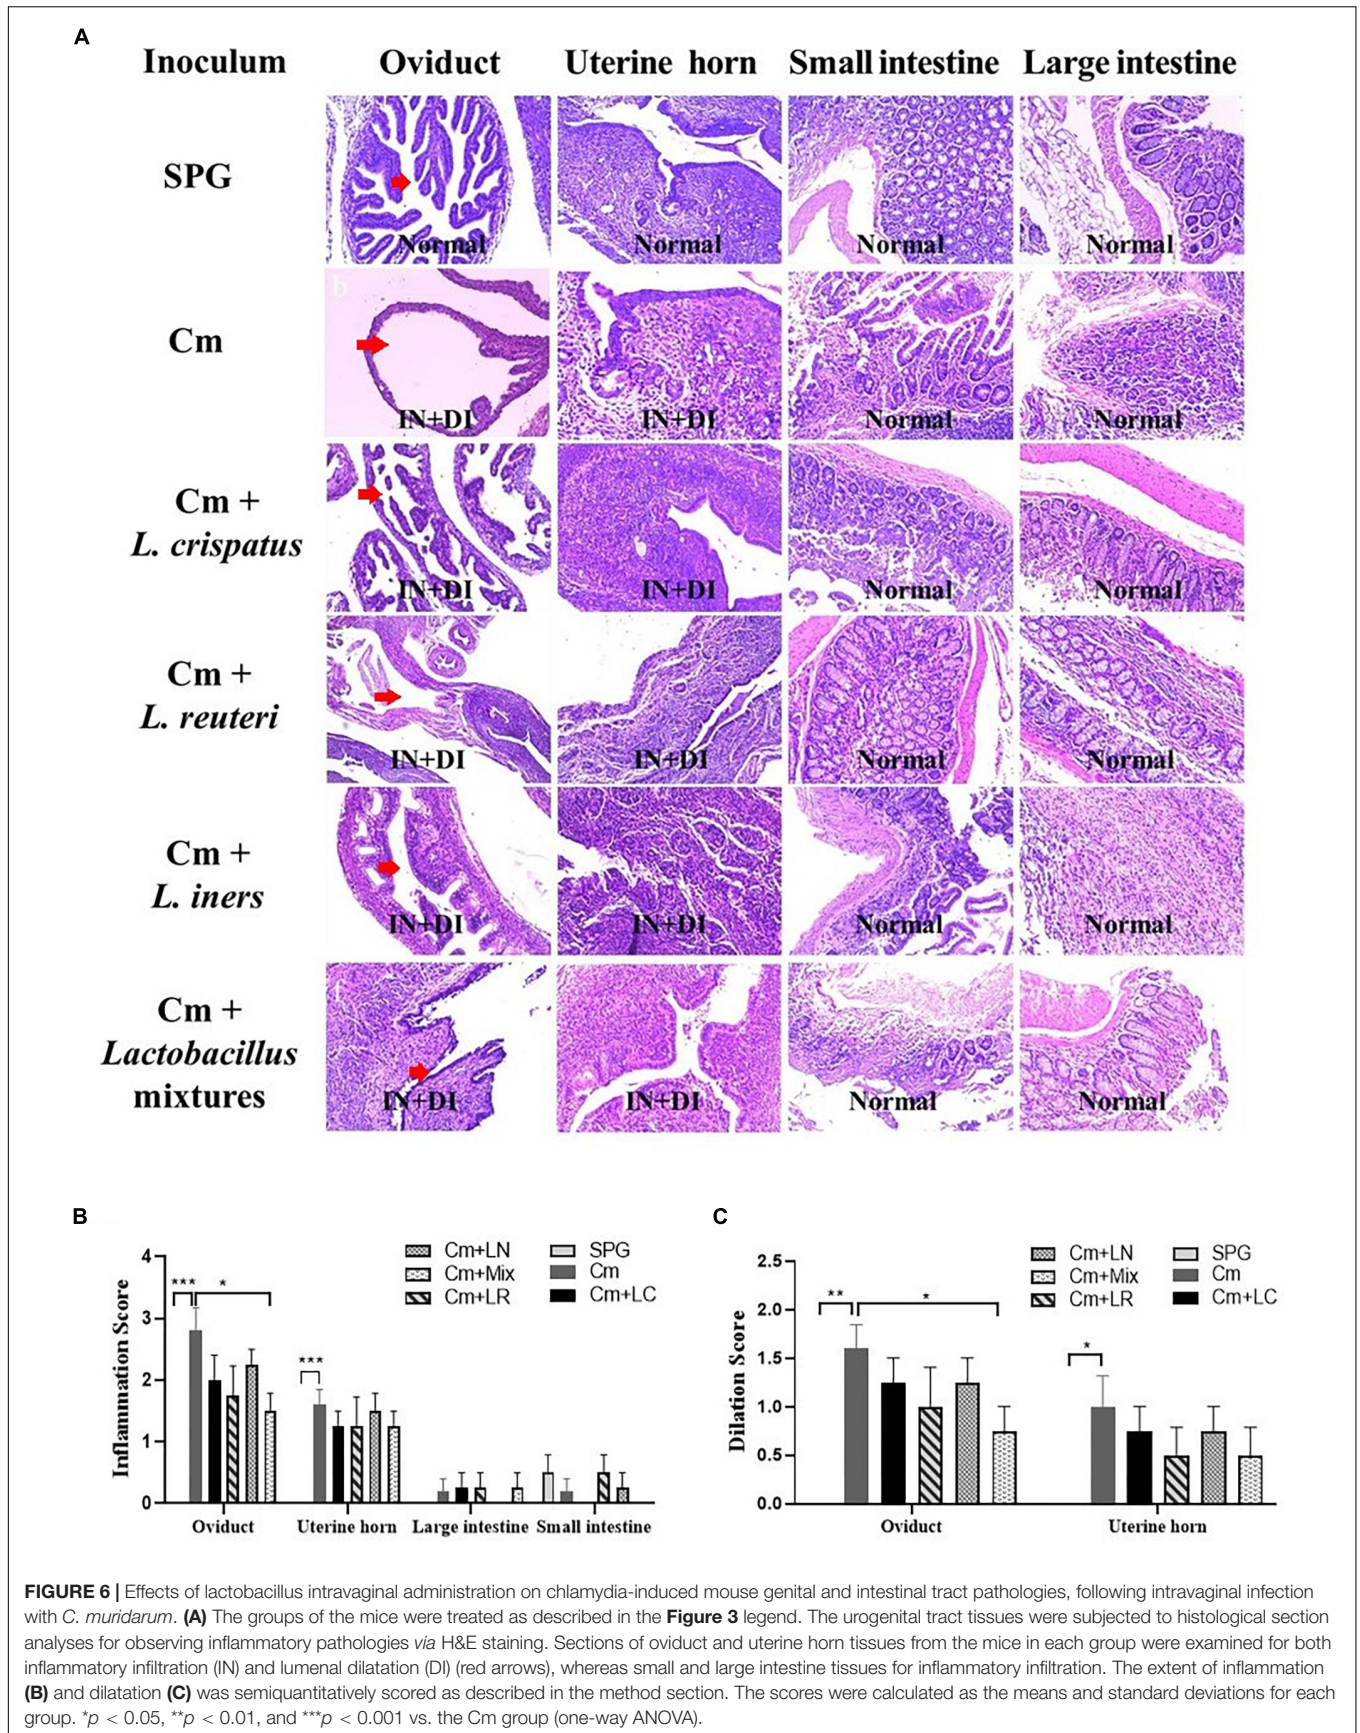 A
Inoculum Oviduct Uterine horn Small intestine Large intestine
SPG
Normal Normal Normal Normal
b
Cm
IN+DI IN+DI Normal Normal
Cm +
L. crispatus
IN+DI IN+DI Normal Normal
Cm +
L. reuteri
IN+DI IN+DI Normal Normal
Cm +
L. iners
IN+DI IN+DI Normal Normal
Cm +
Lactobacillus
mixtures
IN+DI IN+DI Normal Normal
B
Inflammation Score
4
3
2
1
0
*** *
***
Cm+LN SPG
Cm+Mix Cm
Cm+LR Cm+LC
Oviduct Uterine horn Large intestine Small intestine
C
Dilation Score
2.5
2.0
1.5
1.0
0.5
0.0
** *
*
Cm+LN SPG
Cm+Mix Cm
Cm+LR Cm+LC
Oviduct Uterine horn
FIGURE 6 | Effects of lactobacillus intravaginal administration on chlamydia-induced mouse genital and intestinal tract pathologies, following intravaginal infection
with C. muridarum. (A) The groups of the mice were treated as described in the Figure 3 legend. The urogenital tract tissues were subjected to histological section
analyses for observing inflammatory pathologies via H&E staining. Sections of oviduct and uterine horn tissues from the mice in each group were examined for both
inflammatory infiltration (IN) and lumenal dilatation (DI) (red arrows), whereas small and large intestine tissues for inflammatory infiltration. The extent of inflammation
(B) and dilatation (C) was semiquantitatively scored as described in the method section. The scores were calculated as the means and standard deviations for each
group. *p < 0.05, **p < 0.01, and ***p < 0.001 vs. the Cm group (one-way ANOVA).